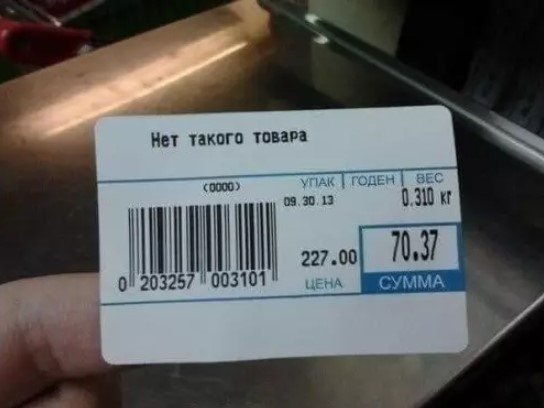 Нет такого товара
(0000) УПАК ГОДЕН ВЕС
09.30.13 0.310 кг
227.00 70.37
0 203257 003101 ЦЕНА СУММА